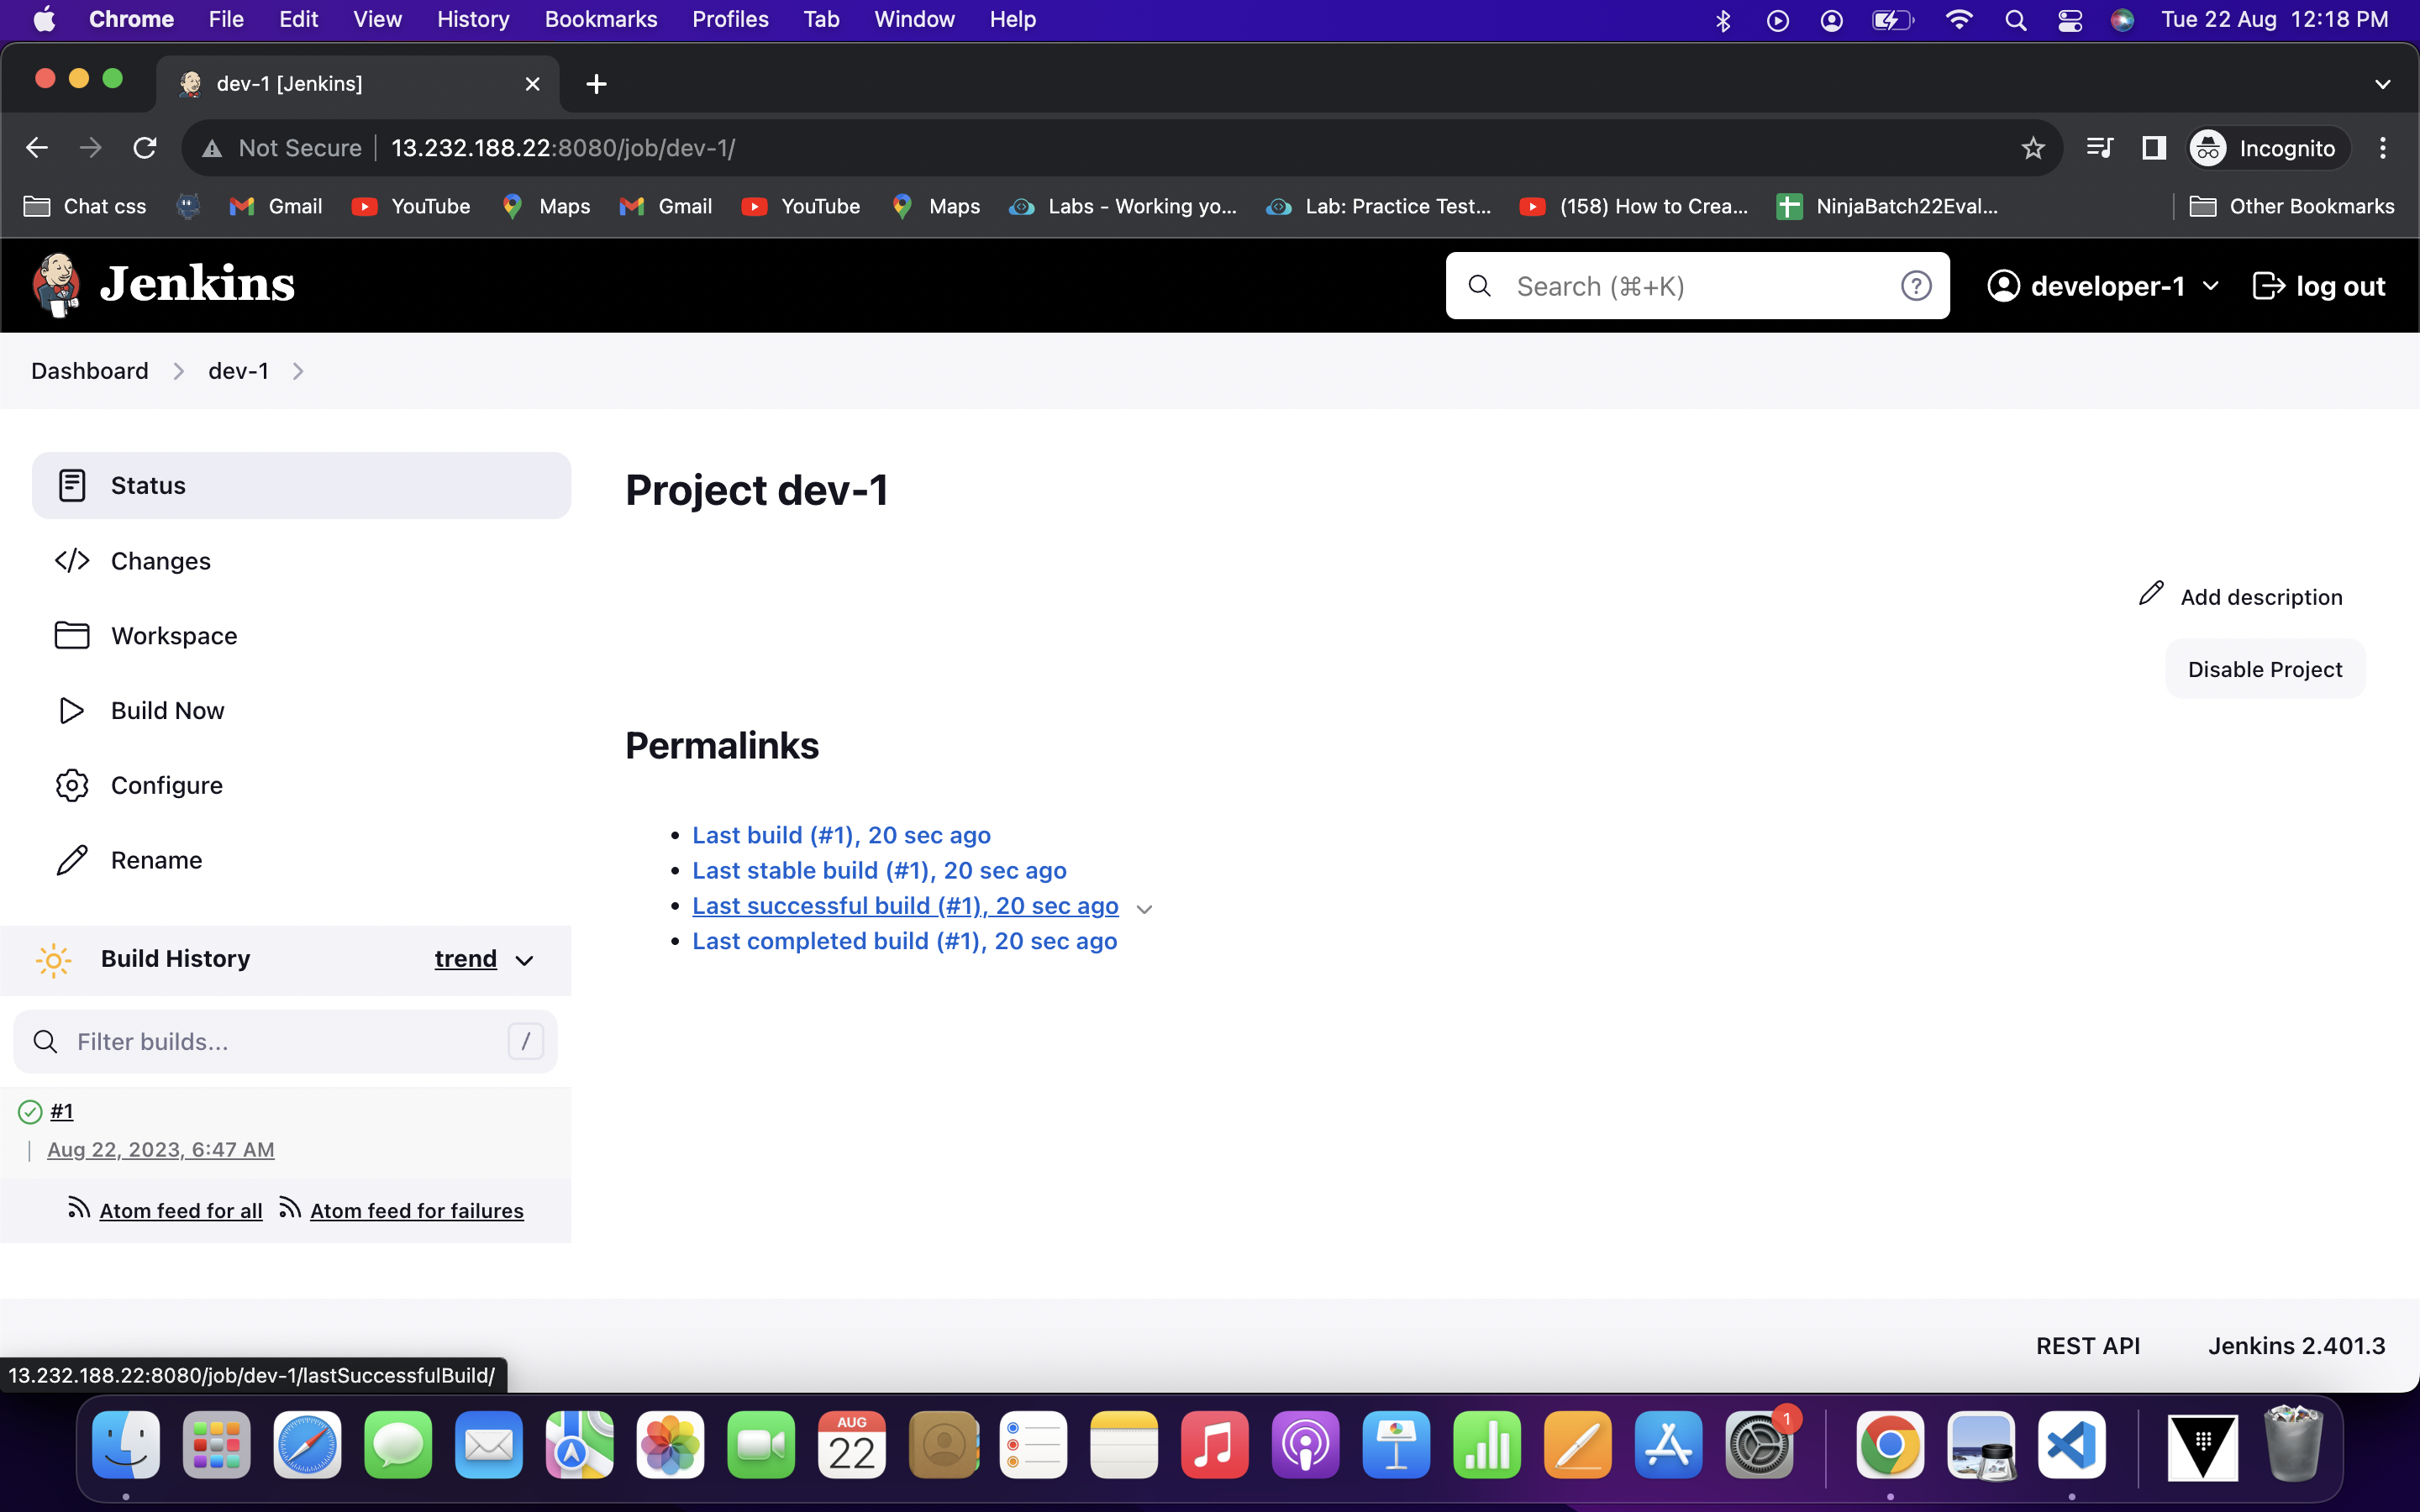 Chrome File Edit View History Bookmarks Profiles Tab Window Help Tue 22 Aug 12:18 PM
dev-1 [Jenkins]
Not Secure 13.232.188.22:8080/job/dev-1/ Incognito
Chat css Gmail YouTube Maps Gmail YouTube Maps Labs - Working yo... Lab: Practice Test... (158) How to Crea... NinjaBatch22Eval... Other Bookmarks
Jenkins Search (⌘+K) ? developer-1 log out
Dashboard dev-1
Status
Changes
Workspace
Build Now
Configure
Rename
Build History trend
Filter builds... /
#1
Aug 22, 2023, 6:47 AM
Atom feed for all Atom feed for failures
Project dev-1
Add description
Disable Project
Permalinks
• Last build (#1), 20 sec ago
• Last stable build (#1), 20 sec ago
• Last successful build (#1), 20 sec ago
• Last completed build (#1), 20 sec ago
REST API Jenkins 2.401.3
13.232.188.22:8080/job/dev-1/lastSuccessfulBuild/
AUG
22
1